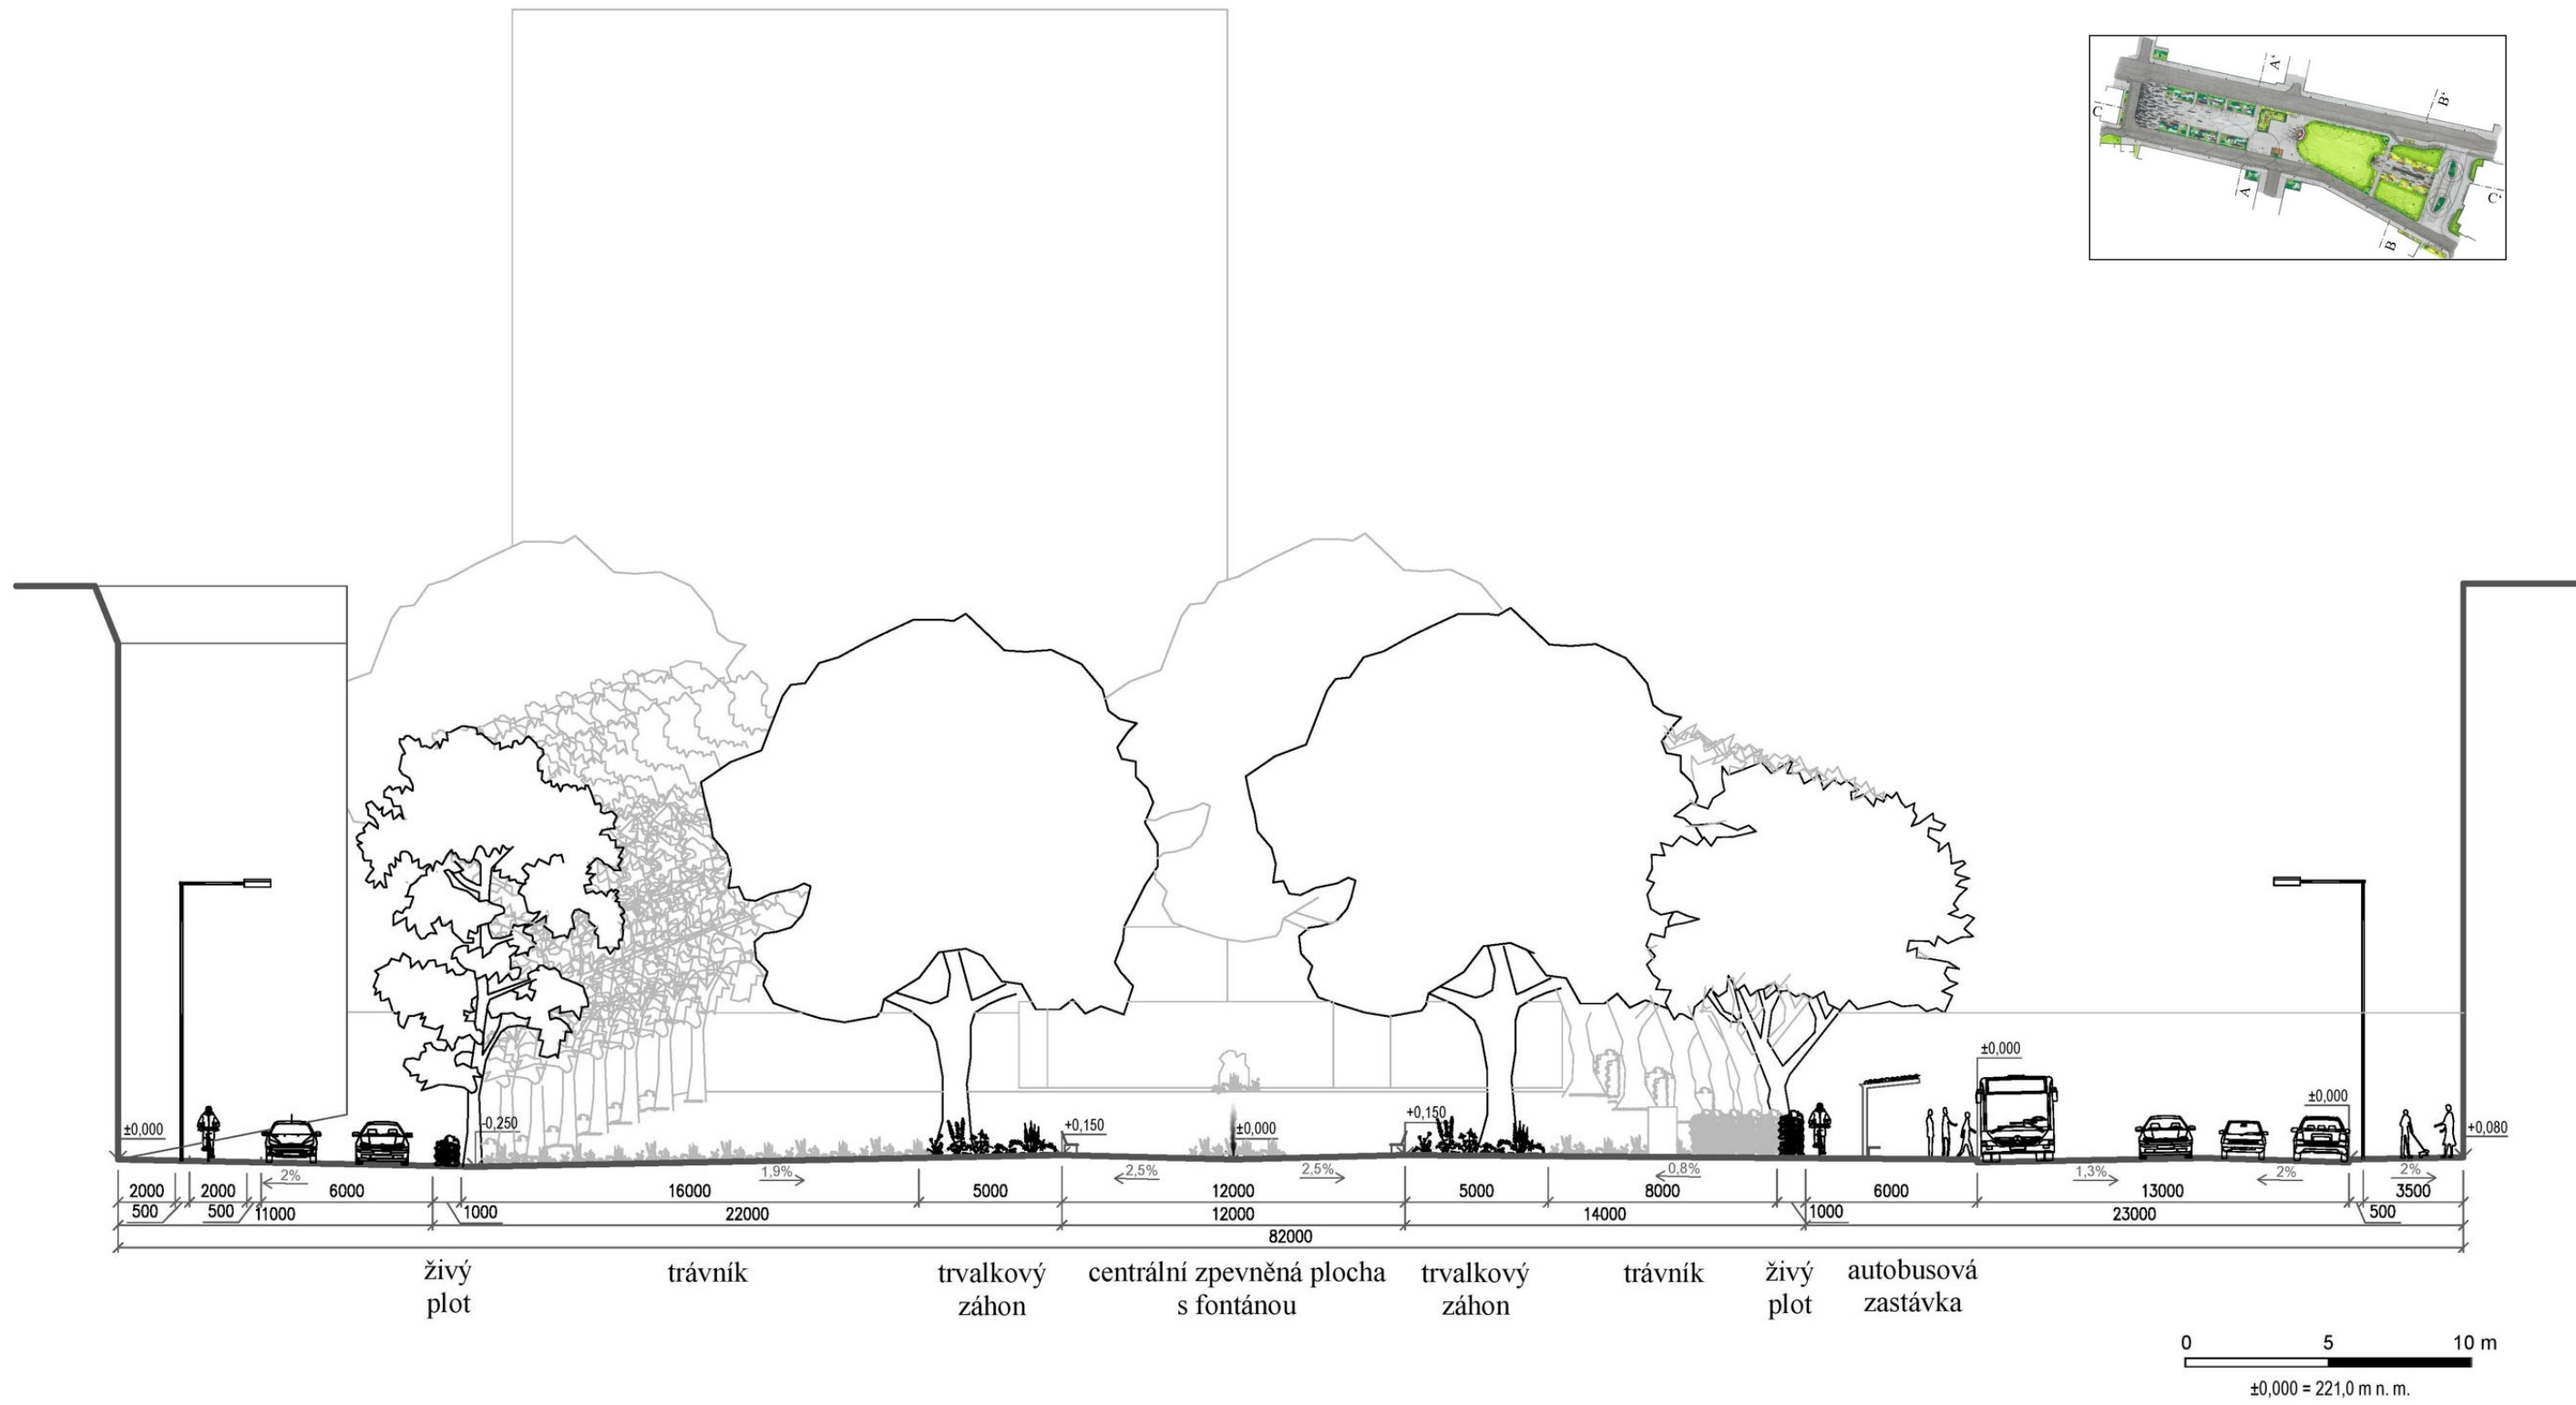 A'
B'
C
A
C'
B
±0,000
-0,250
+0,150
±0,000
+0,150
±0,000
±0,000
+0,080
2%
1,9%
2,5%
2,5%
0,8%
1,3%
2%
2%
2000
2000
6000
16000
5000
12000
5000
8000
6000
13000
3500
500
500
11000
1000
22000
12000
14000
1000
23000
500
82000
živý
plot
trávník
trvalkový
záhon
centrální zpevněná plocha
s fontánou
trvalkový
záhon
trávník
živý
plot
autobusová
zastávka
0 5 10 m
±0,000 = 221,0 m n. m.